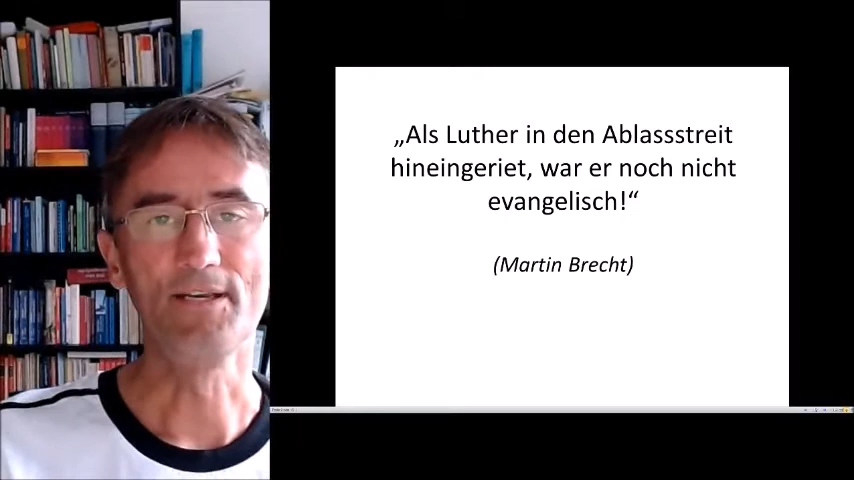 „Als Luther in den Ablassstreit
hineingeriet, war er noch nicht
evangelisch!“
(Martin Brecht)